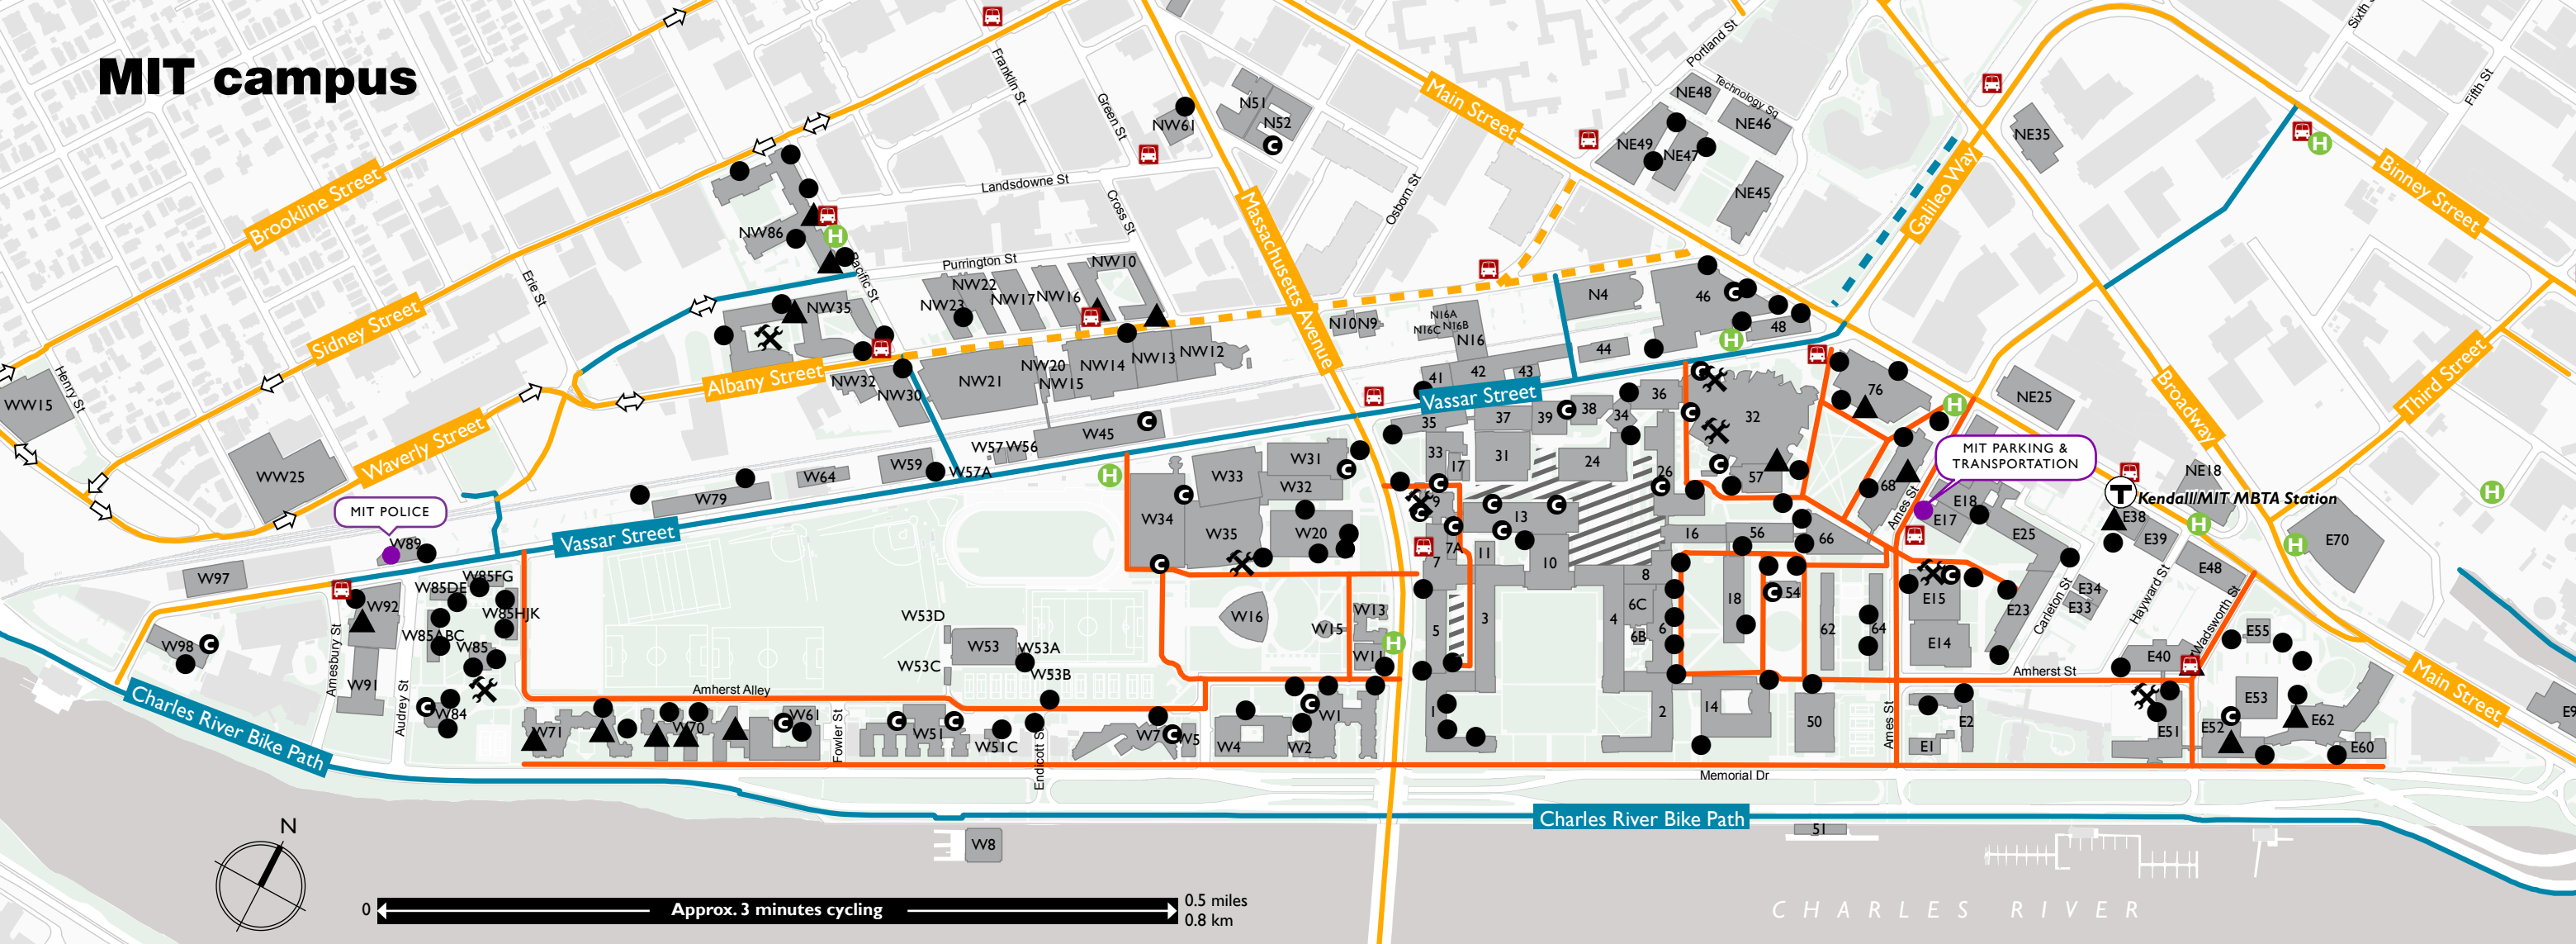 MIT campus
Brookline Street
Sidney Street
Waverly Street
Albany Street
Vassar Street
Vassar Street
Massachusetts Avenue
Main Street
Main Street
Galileo Way
Broadway
Binney Street
Third Street
Charles River Bike Path
Charles River Bike Path
Henry St
Erie St
Pacific St
Purrington St
Landsdowne St
Franklin St
Green St
Cross St
Osborn St
Portland St
Technology Sq
Fifth St
Ames St
Ames St
Amherst St
Amherst Alley
Carleton St
Hayward St
Wadsworth St
Memorial Dr
Amesbury St
Audrey St
Fowler St
Endicott St
MIT POLICE
MIT PARKING &
TRANSPORTATION
Kendall/MIT MBTA Station
T
WW15
WW25
NW86
NW35
NW61
N51
N52
NE48
NE46
NE49
NE47
NE45
NE35
NE25
NE18
NW10
NW22
NW23
NW17
NW16
NW32
NW30
NW21
NW20
NW15
NW14
NW13
NW12
N10
N9
N16A
N16C
N16B
N16
N4
46
48
44
43
42
41
W45
W57
W56
W57A
W59
W64
W79
W89
W97
W98
W92
W91
W85DE
W85FG
W85HJK
W85ABC
W85
W84
W71
W70
W61
W51
W51C
W53D
W53
W53A
W53C
W53B
W7
W5
W4
W2
W1
W8
W34
W33
W31
W32
W35
W20
W16
W15
W13
W11
35
37
39
38
34
36
33
17
31
24
26
32
57
76
68
9
13
7A
7
11
10
16
56
66
8
6C
6B
6
18
54
62
64
5
3
4
1
2
14
50
51
E17
E18
E25
E38
E39
E48
E70
E15
E14
E23
E34
E33
E40
E55
E53
E62
E60
E52
E51
E2
E1
H
H
H
H
H
H
H
H
H
C
N
0
Approx. 3 minutes cycling
0.5 miles
0.8 km
CHARLES RIVER